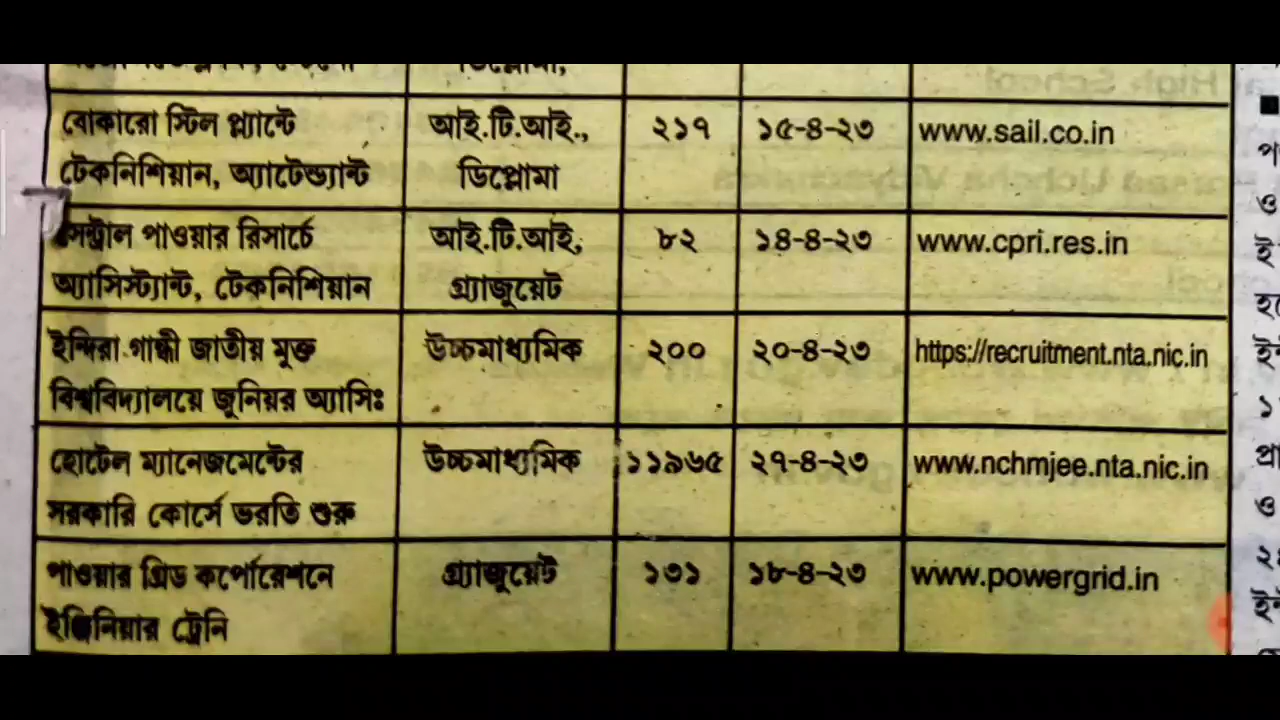 ডিপ্লোমা,
বোকারো স্টিল প্ল্যান্টে আই.টি.আই., ২১৭ ১৫-৪-২৩ www.sail.co.in
টেকনিশিয়ান, অ্যাটেন্ড্যান্ট ডিপ্লোমা
সেন্ট্রাল পাওয়ার রিসার্চে আই.টি.আই, ৮২ ১৪-৪-২৩ www.cpri.res.in
অ্যাসিস্ট্যান্ট, টেকনিশিয়ান গ্র্যাজুয়েট
ইন্দিরা গান্ধী জাতীয় মুক্ত উচ্চমাধ্যমিক ২০০ ২০-৪-২৩ https://recruitment.nta.nic.in
বিশ্ববিদ্যালয়ে জুনিয়র অ্যাসিঃ
হোটেল ম্যানেজমেন্টের উচ্চমাধ্যমিক ১১৯৬৫ ২৭-৪-২৩ www.nchmjee.nta.nic.in
সরকারি কোর্সে ভরতি শুরু
পাওয়ার গ্রিড কর্পোরেশনে গ্র্যাজুয়েট ১৩১ ১৮-৪-২৩ www.powergrid.in
ইঞ্জিনিয়ার ট্রেনি